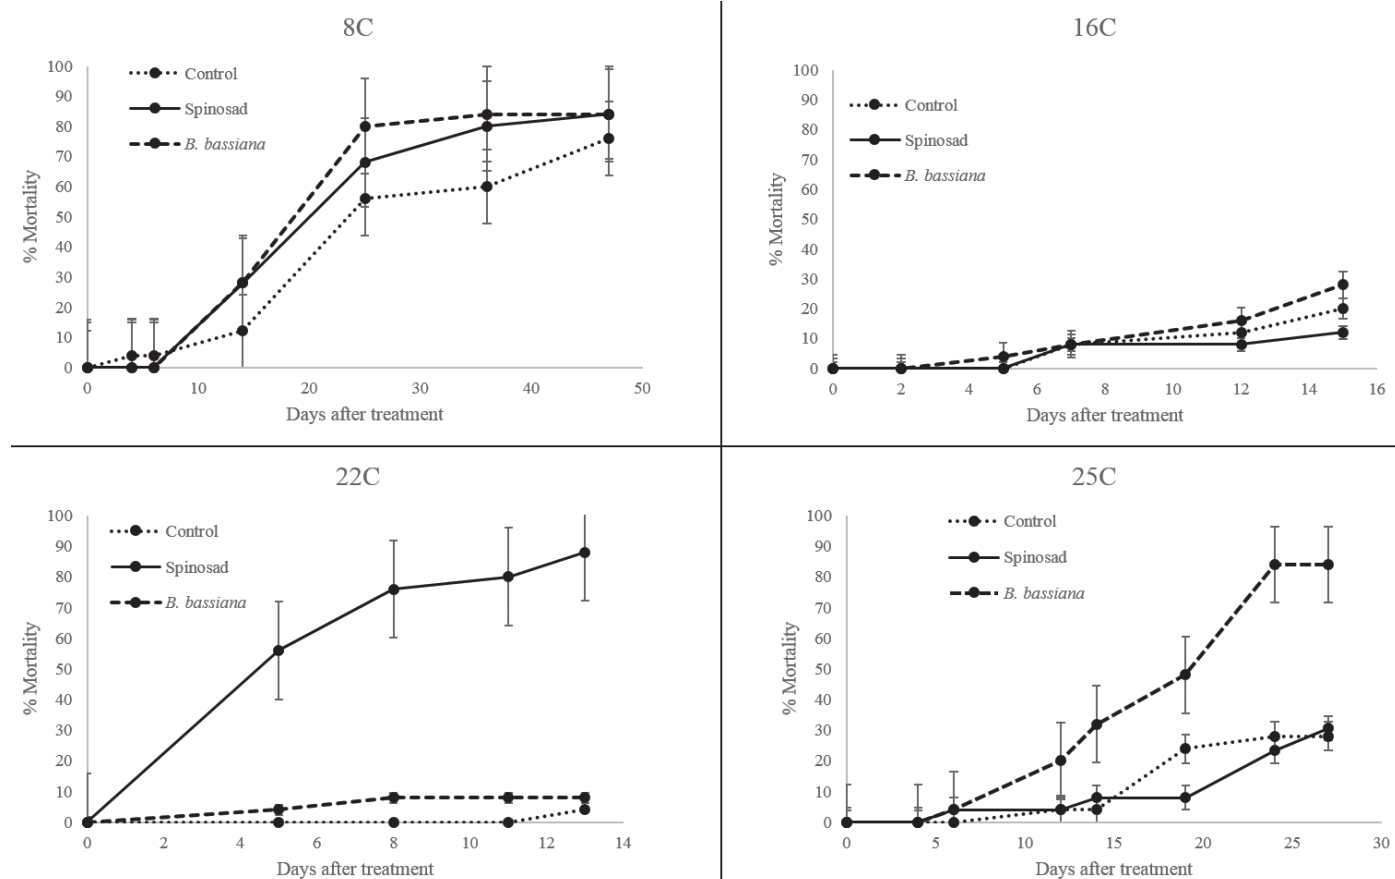 8C
Control
Spinosad
B. bassiana
100
90
80
70
60
50
40
30
20
10
0
% Mortality
0 10 20 30 40 50
Days after treatment
16C
Control
Spinosad
B. bassiana
100
90
80
70
60
50
40
30
20
10
0
% Mortality
0 2 4 6 8 10 12 14 16
Days after treatment
22C
Control
Spinosad
B. bassiana
100
90
80
70
60
50
40
30
20
10
0
% Mortality
0 2 4 6 8 10 12 14
Days after treatment
25C
Control
Spinosad
B. bassiana
100
90
80
70
60
50
40
30
20
10
0
% Mortality
0 5 10 15 20 25 30
Days after treatment